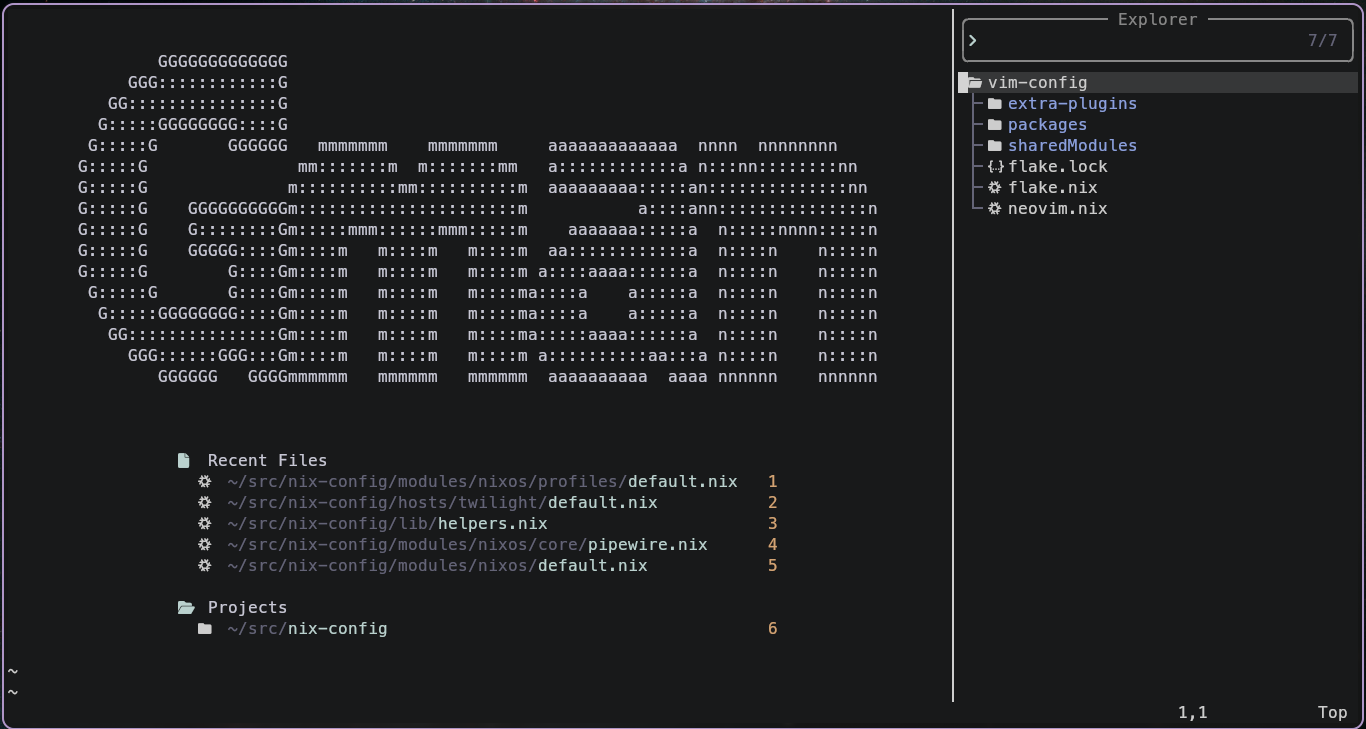 GGGGGGGGGGGGG
          GGG::::::::::::G
        GG:::::::::::::::G
       G:::::GGGGGGGG::::G
      G:::::G       GGGGGG   mmmmmmm    mmmmmmm     aaaaaaaaaaaaa  nnnn  nnnnnnnn
     G:::::G               mm:::::::m  m:::::::mm   a::::::::::::a n:::nn::::::::nn
     G:::::G              m::::::::::mm::::::::::m  aaaaaaaaa:::::an::::::::::::::nn
     G:::::G    GGGGGGGGGGm::::::::::::::::::::::m           a::::ann:::::::::::::::n
     G:::::G    G::::::::Gm:::::mmm::::::mmm:::::m    aaaaaaa:::::a  n:::::nnnn:::::n
     G:::::G    GGGGG::::Gm::::m   m::::m   m::::m  aa::::::::::::a  n::::n    n::::n
     G:::::G        G::::Gm::::m   m::::m   m::::m a::::aaaa::::::a  n::::n    n::::n
      G:::::G       G::::Gm::::m   m::::m   m::::ma::::a    a:::::a  n::::n    n::::n
       G:::::GGGGGGGG::::Gm::::m   m::::m   m::::ma::::a    a:::::a  n::::n    n::::n
        GG:::::::::::::::Gm::::m   m::::m   m::::ma:::::aaaa::::::a  n::::n    n::::n
          GGG::::::GGG:::Gm::::m   m::::m   m::::m a::::::::::aa:::a n::::n    n::::n
             GGGGGG   GGGGmmmmmm   mmmmmm   mmmmmm  aaaaaaaaaa  aaaa nnnnnn    nnnnnn
Recent Files
~/src/nix-config/modules/nixos/profiles/default.nix 1
~/src/nix-config/hosts/twilight/default.nix 2
~/src/nix-config/lib/helpers.nix 3
~/src/nix-config/modules/nixos/core/pipewire.nix 4
~/src/nix-config/modules/nixos/default.nix 5
Projects
~/src/nix-config 6
~
~
Explorer
> 7/7
vim-config
extra-plugins
packages
sharedModules
{..} flake.lock
flake.nix
neovim.nix
1,1 Top